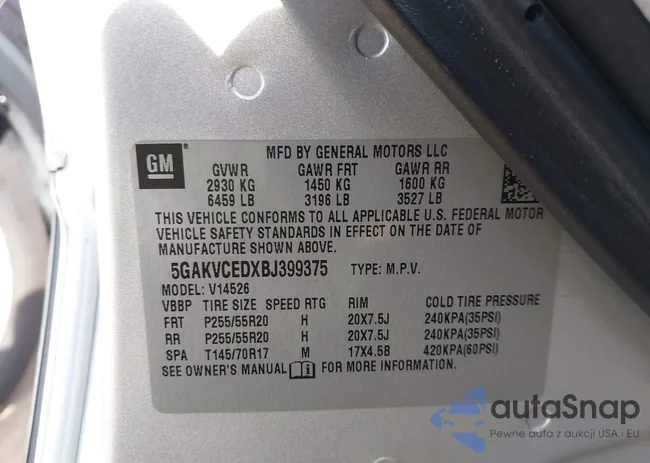 GM
MFD BY GENERAL MOTORS LLC
GVWR GAWR FRT GAWR RR
2930 KG 1450 KG 1600 KG
6459 LB 3196 LB 3527 LB
THIS VEHICLE CONFORMS TO ALL APPLICABLE U.S. FEDERAL MOTOR
VEHICLE SAFETY STANDARDS IN EFFECT ON THE DATE OF
MANUFACTURE SHOWN ABOVE.
5GAKVCEDXBJ399375 TYPE: M.P.V.
MODEL: V14526
VBBP TIRE SIZE SPEED RTG RIM COLD TIRE PRESSURE
FRT P255/55R20 H 20X7.5J 240KPA(35PSI)
RR P255/55R20 H 20X7.5J 240KPA(35PSI)
SPA T145/70R17 M 17X4.5B 420KPA(60PSI)
SEE OWNER'S MANUAL FOR MORE INFORMATION.
autaSnap
Pewne auta z aukcji USA i EU